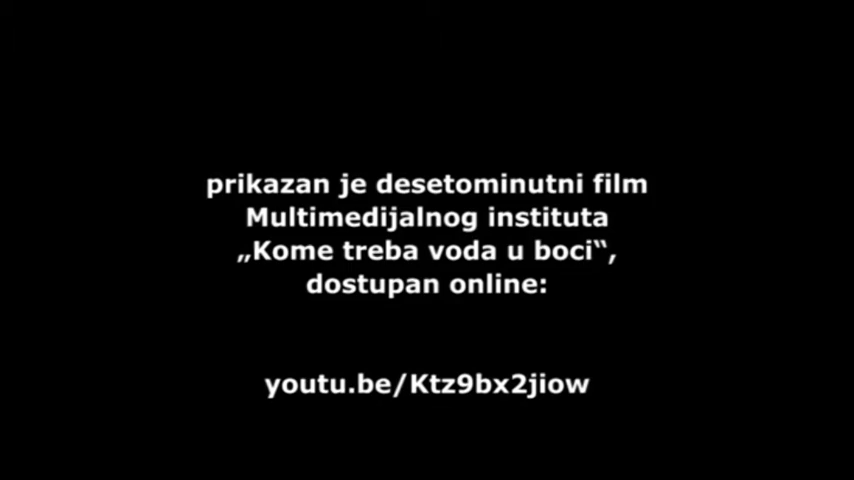 prikazan je desetominutni film
Multimedijalnog instituta
„Kome treba voda u boci“,
dostupan online:
youtu.be/Ktz9bx2jiow